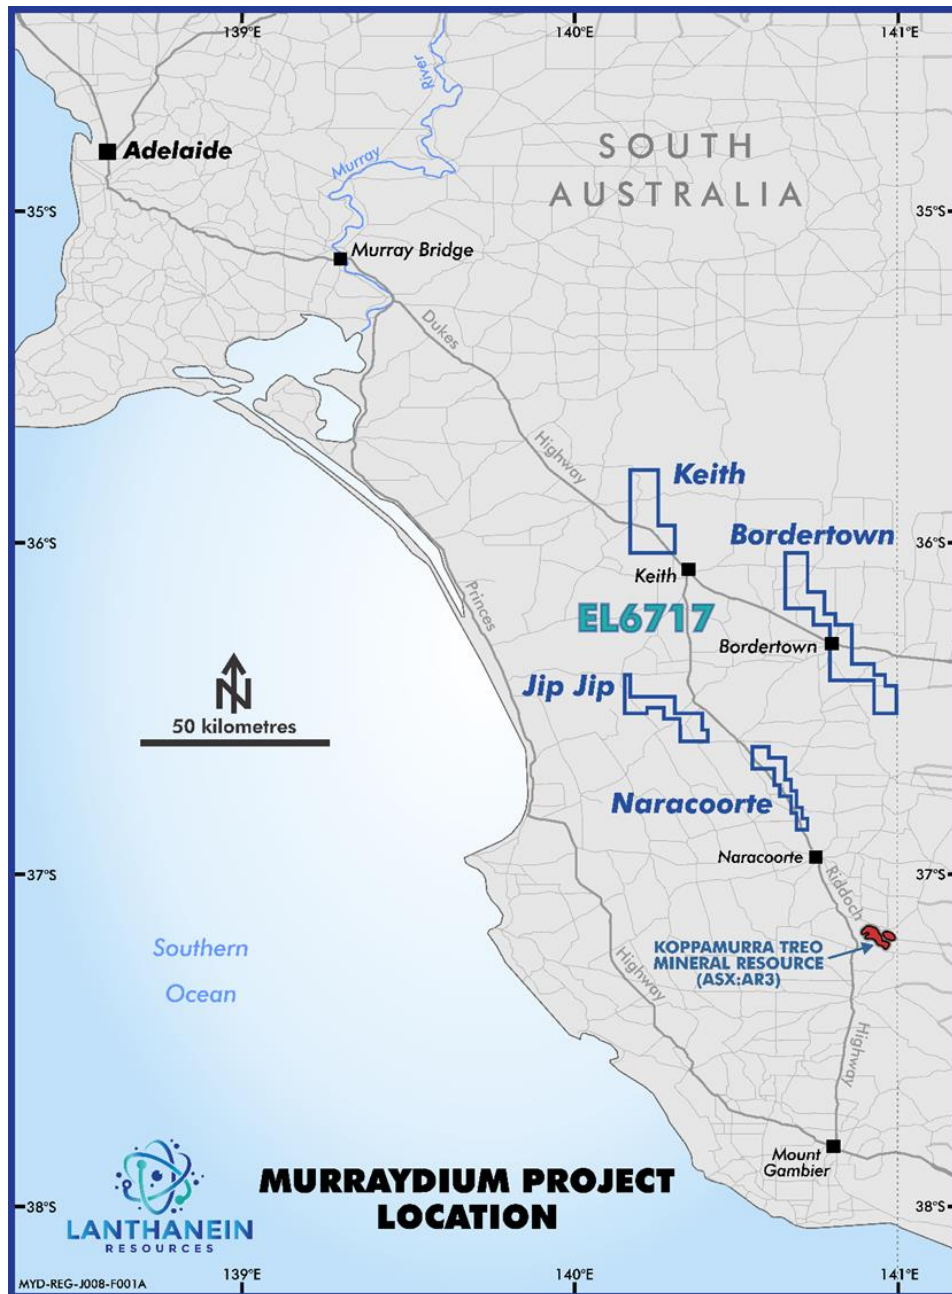 139°E
140°E
141°E
River
Murray
Adelaide
SOUTH
AUSTRALIA
35°S
35°S
Murray Bridge
Dukes
Highway
Keith
Bordertown
36°S
36°S
Keith
Princes
EL6717
Bordertown
Jip Jip
N
50 kilometres
Naracoorte
Naracoorte
37°S
37°S
Riddoch
KOPPAMURRA TREO
MINERAL RESOURCE
(ASX:AR3)
Southern
Ocean
Highway
Highway
Mount
Gambier
MURRAYDIUM PROJECT
LOCATION
38°S
38°S
LANTHANEIN
RESOURCES
MYD-REG-J008-F001A
139°E
140°E
141°E